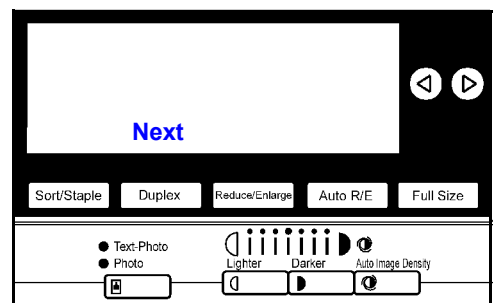 Next
Sort/Staple Duplex Reduce/Enlarge Auto R/E Full Size
Text-Photo
Photo
Lighter Darker Auto Image Density